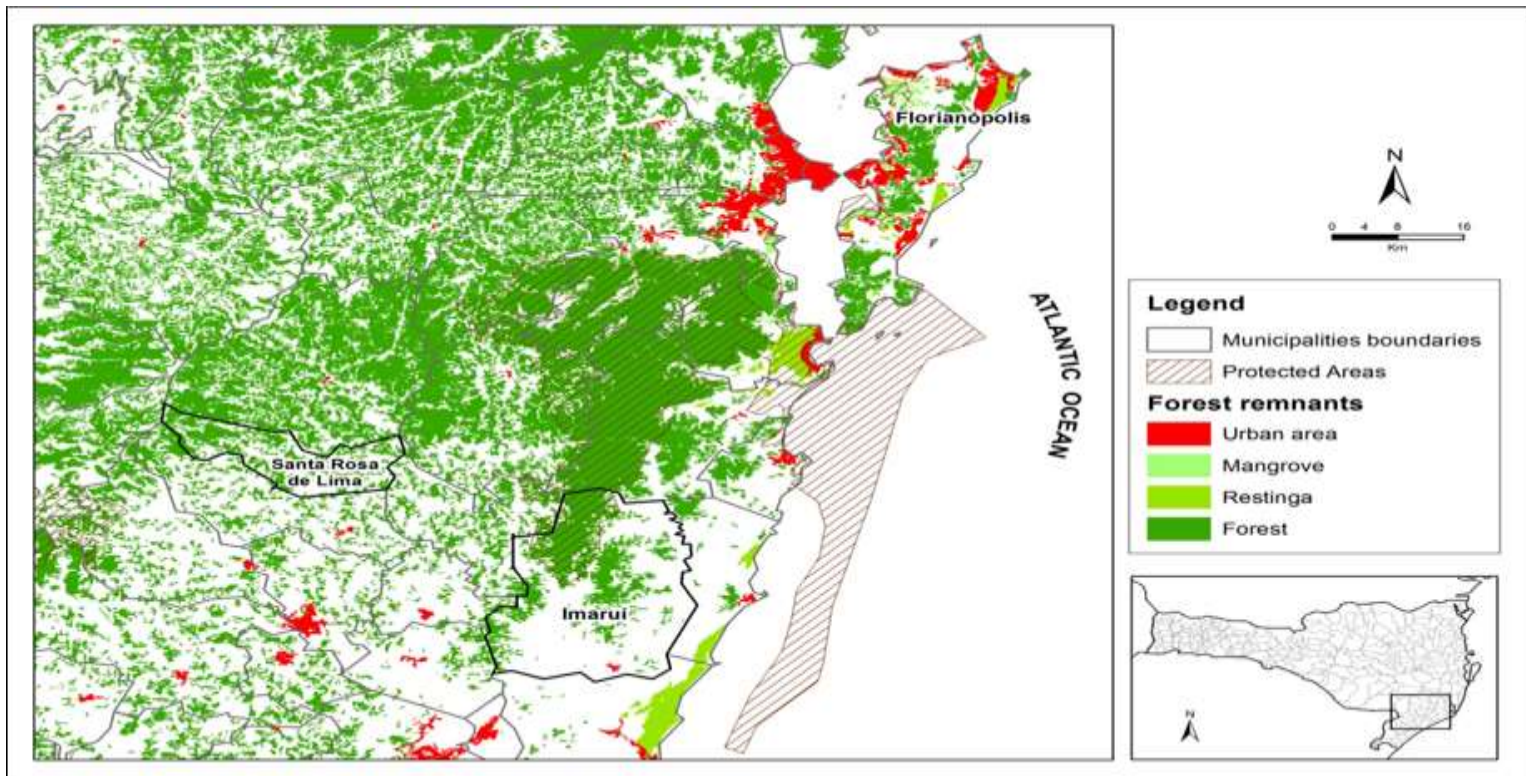 Florianópolis
Santa Rosa
de Lima
Imaruí
ATLANTIC OCEAN
N
0 4 8 16
Km
Legend
Municipalities boundaries
Protected Areas
Forest remnants
Urban area
Mangrove
Restinga
Forest
N